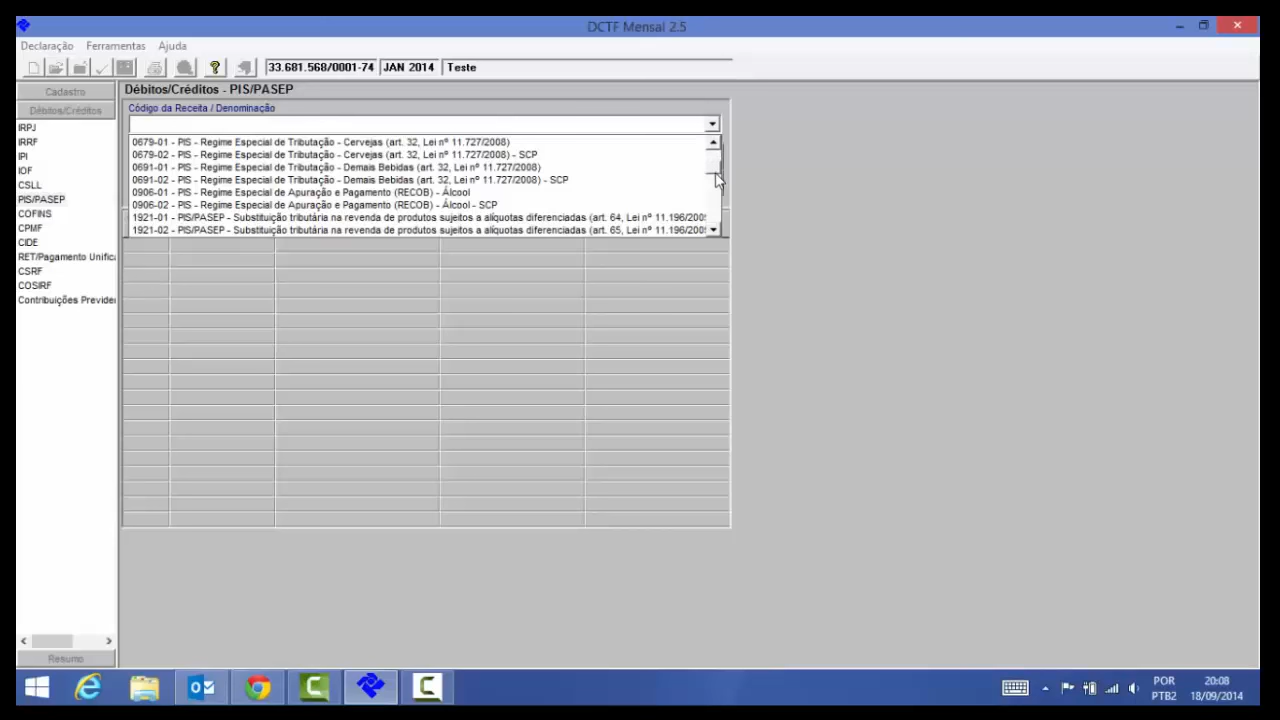 DCTF Mensal 2.5
Declaração Ferramentas Ajuda
33.681.568/0001-74 JAN 2014 Teste
Cadastro
Débitos/Créditos
IRPJ
IRRF
IPI
IOF
CSLL
PIS/PASEP
COFINS
CPMF
CIDE
RET/Pagamento Unific
CSRF
COSIRF
Contribuições Previde
Resumo
Débitos/Créditos - PIS/PASEP
Código da Receita / Denominação
0679-01 - PIS - Regime Especial de Tributação - Cervejas (art. 32, Lei nº 11.727/2008)
0679-02 - PIS - Regime Especial de Tributação - Cervejas (art. 32, Lei nº 11.727/2008) - SCP
0691-01 - PIS - Regime Especial de Tributação - Demais Bebidas (art. 32, Lei nº 11.727/2008)
0691-02 - PIS - Regime Especial de Tributação - Demais Bebidas (art. 32, Lei nº 11.727/2008) - SCP
0906-01 - PIS - Regime Especial de Apuração e Pagamento (RECOB) - Álcool
0906-02 - PIS - Regime Especial de Apuração e Pagamento (RECOB) - Álcool - SCP
1921-01 - PIS/PASEP - Substituição tributária na revenda de produtos sujeitos a alíquotas diferenciadas (art. 64, Lei nº 11.196/200
1921-02 - PIS/PASEP - Substituição tributária na revenda de produtos sujeitos a alíquotas diferenciadas (art. 65, Lei nº 11.196/200
POR 20:08
PTB2 18/09/2014